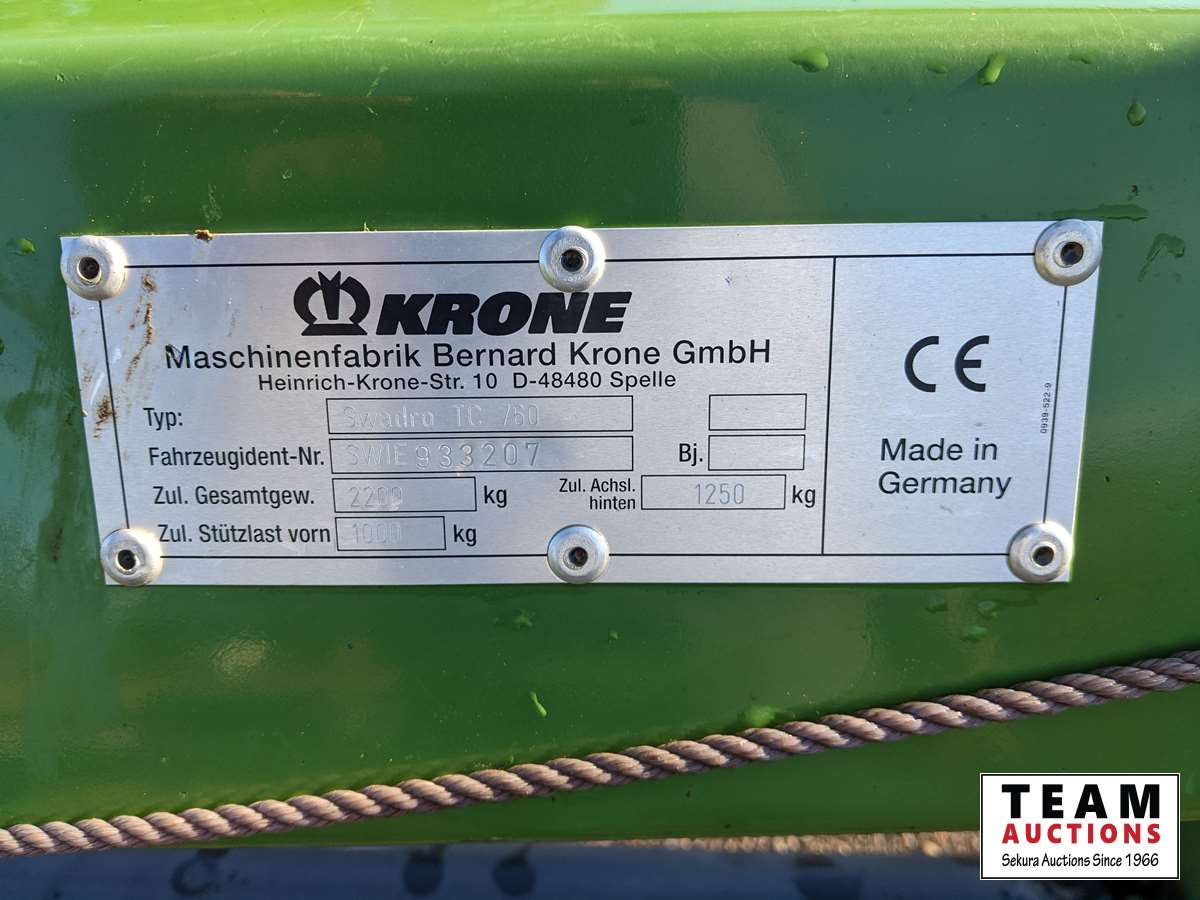 KRONE
Maschinenfabrik Bernard Krone GmbH
Heinrich-Krone-Str. 10 D-48480 Spelle
Typ: Swadro TC 760
Fahrzeugident-Nr. SWIE933207 Bj.
Zul. Gesamtgew. 2200 kg Zul. Achsl. hinten 1250 kg
Zul. Stützlast vorn 1000 kg
CE
Made in
Germany
0939-522-9
TEAM
AUCTIONS
Sekura Auctions Since 1966